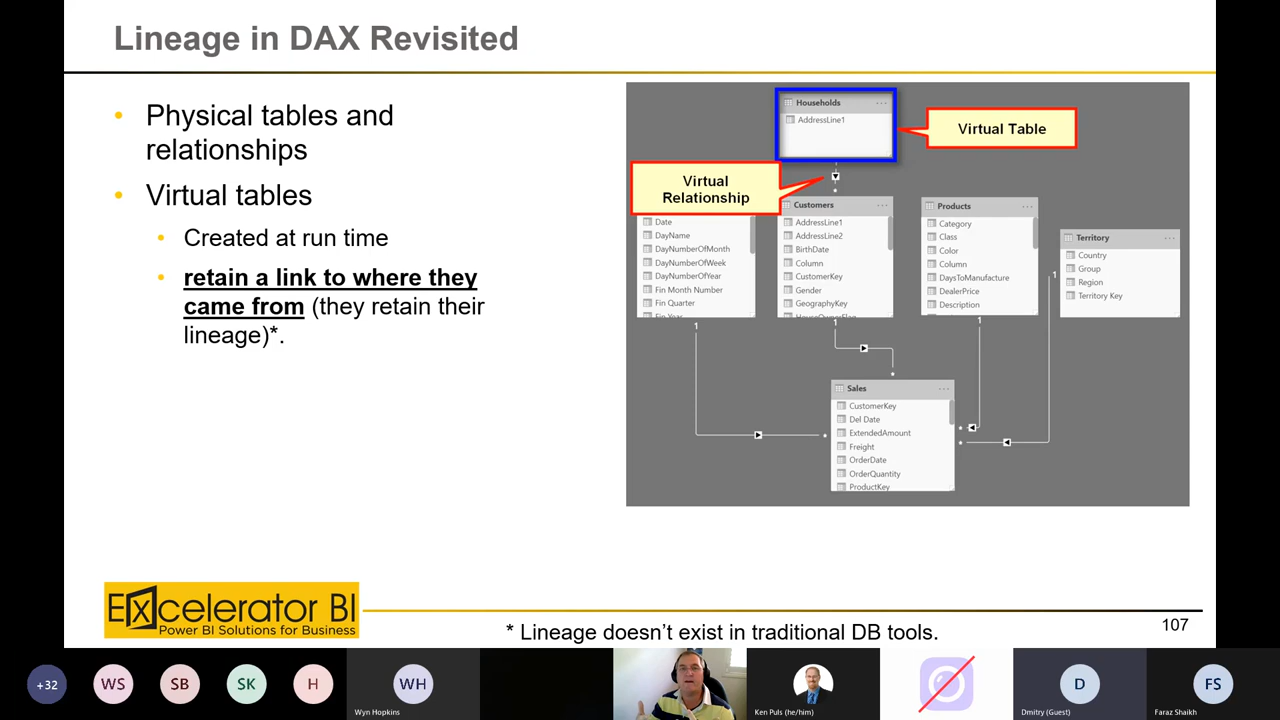 Lineage in DAX Revisited
• Physical tables and
relationships
• Virtual tables
• Created at run time
• retain a link to where they
came from (they retain their
lineage)*.
Households
AddressLine1
Virtual Table
Virtual
Relationship
Date
DayName
DayNumberOfMonth
DayNumberOfWeek
DayNumberOfYear
Fin Month Number
Fin Quarter
Fin Year
1
Customers
AddressLine1
AddressLine2
BirthDate
Column
CustomerKey
Gender
GeographyKey
HouseOwnerFlag
1
Products
Category
Class
Color
Column
DaysToManufacture
DealerPrice
Description
1
Territory
Country
Group
Region
Territory Key
1
Sales
CustomerKey
Del Date
ExtendedAmount
Freight
OrderDate
OrderQuantity
ProductKey
Excelerator BI
Power BI Solutions for Business
* Lineage doesn't exist in traditional DB tools.
107
+32
WS
SB
SK
H
WH
Wyn Hopkins
Ken Puls (he/him)
D
Dmitry (Guest)
FS
Faraz Shaikh